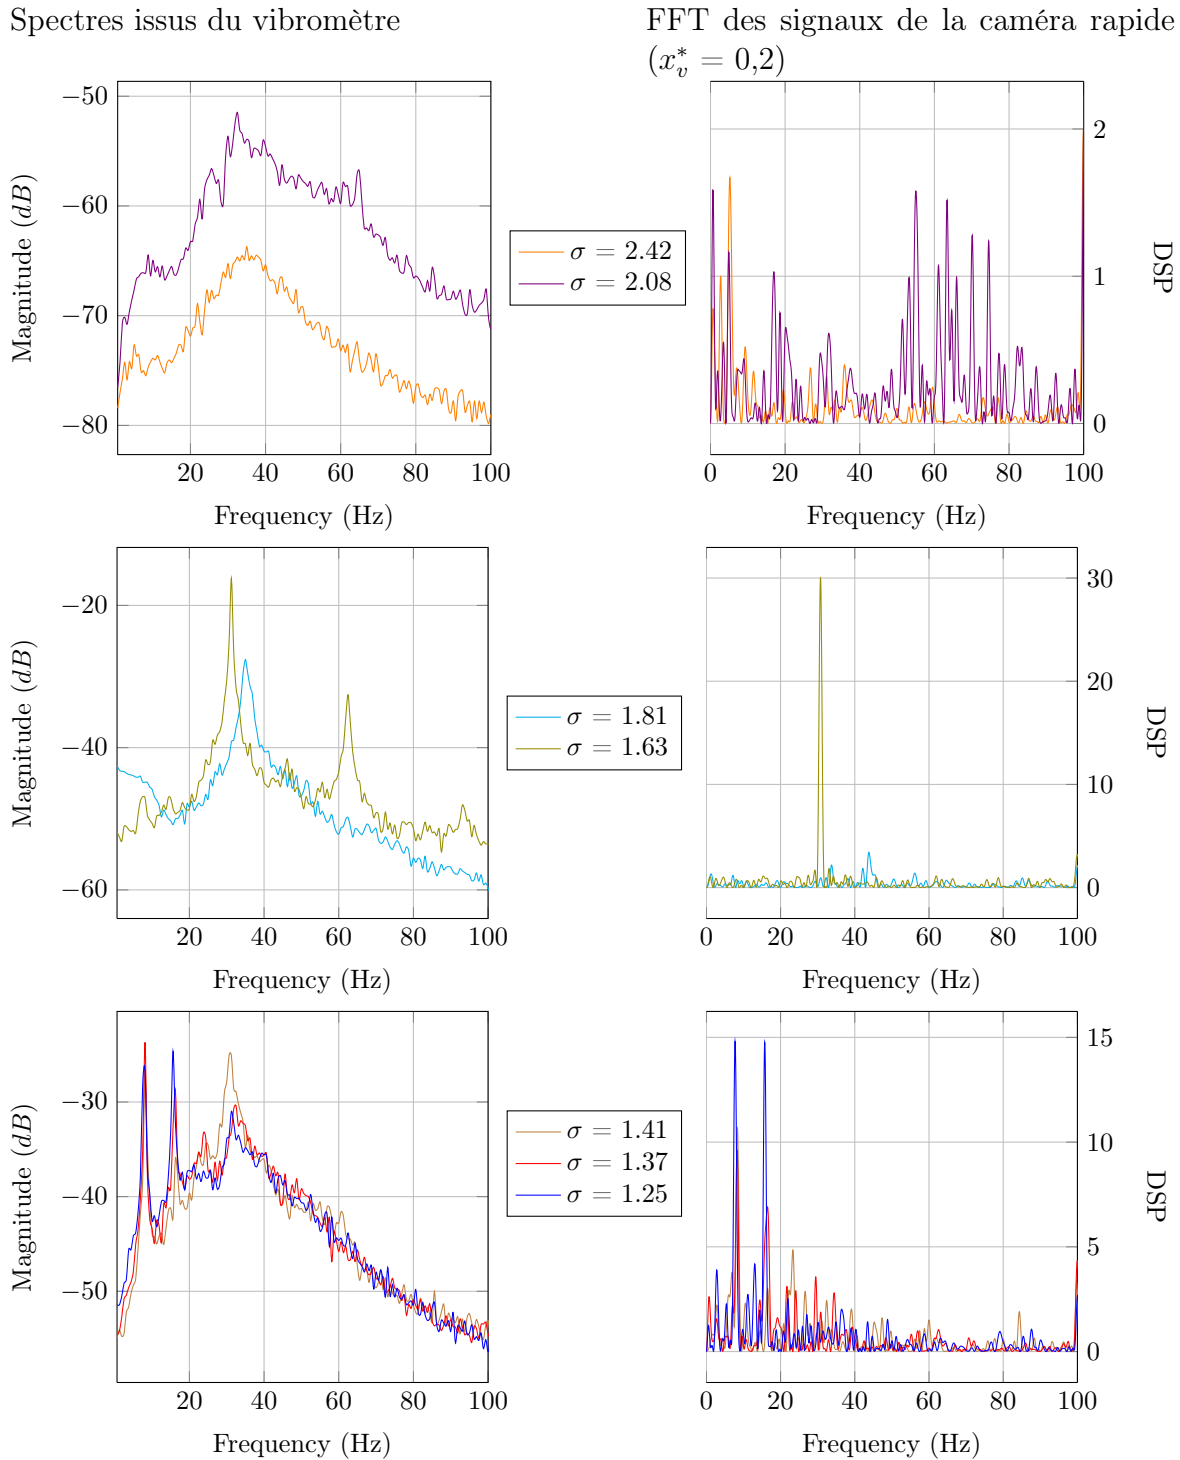 Spectres issus du vibromètre
FFT des signaux de la caméra rapide
(x_v^* = 0,2)
−50
−60
−70
−80
Magnitude (dB)
20 40 60 80 100
Frequency (Hz)
σ = 2.42
σ = 2.08
2
1
0
DSP
0 20 40 60 80 100
Frequency (Hz)
−20
−40
−60
Magnitude (dB)
20 40 60 80 100
Frequency (Hz)
σ = 1.81
σ = 1.63
30
20
10
0
DSP
0 20 40 60 80 100
Frequency (Hz)
−30
−40
−50
Magnitude (dB)
20 40 60 80 100
Frequency (Hz)
σ = 1.41
σ = 1.37
σ = 1.25
15
10
5
0
DSP
0 20 40 60 80 100
Frequency (Hz)